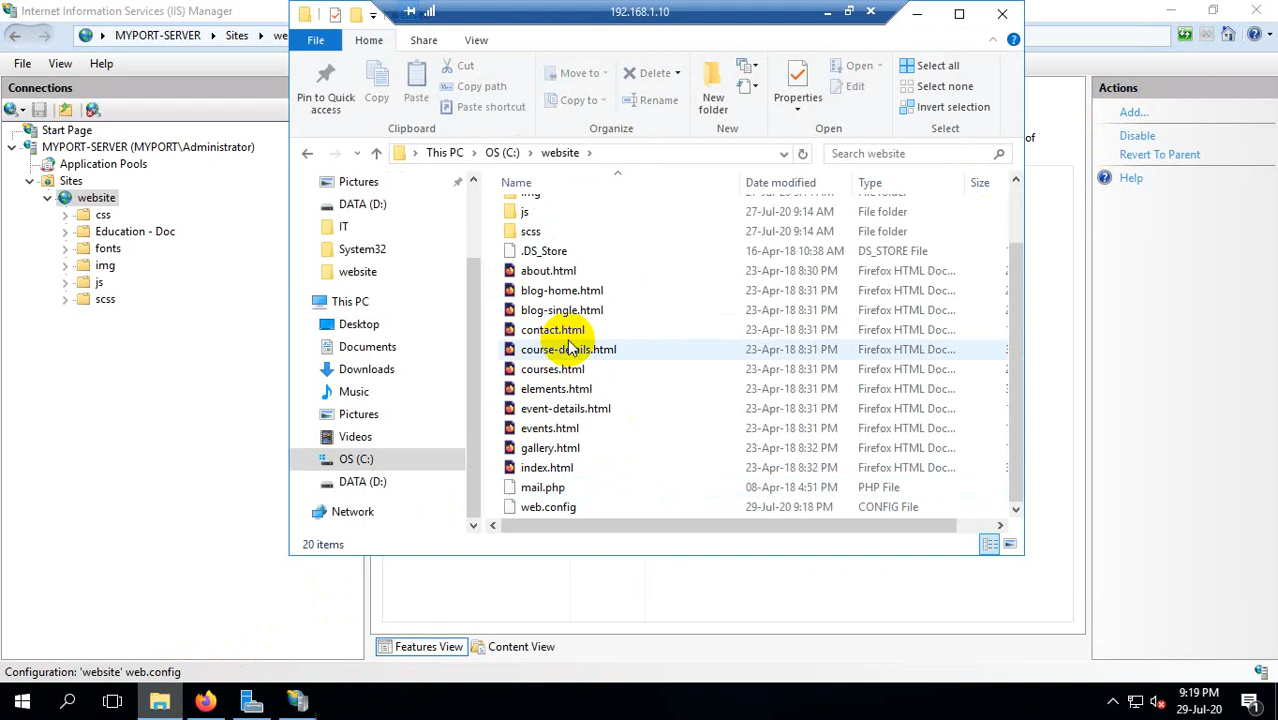 Internet Information Services (IIS) Manager
192.168.1.10
MYPORT-SERVER
Sites
File
Home
Share
View
File
View
Help
Connections
Start Page
MYPORT-SERVER (MYPORT\Administrator)
Application Pools
Sites
website
css
Education - Doc
fonts
img
js
scss
Pin to Quick
access
Copy
Paste
Cut
Copy path
Paste shortcut
Clipboard
Move to
Copy to
Delete
Rename
Organize
New
folder
New
Properties
Open
Edit
Open
Select all
Select none
Invert selection
Select
This PC
OS (C:)
website
Search website
Pictures
DATA (D:)
IT
System32
website
This PC
Desktop
Documents
Downloads
Music
Pictures
Videos
OS (C:)
DATA (D:)
Network
Name Date modified Type Size
js 27-Jul-20 9:14 AM File folder
scss 27-Jul-20 9:14 AM File folder
.DS_Store 16-Apr-18 10:38 AM DS_STORE File
about.html 23-Apr-18 8:30 PM Firefox HTML Doc...
blog-home.html 23-Apr-18 8:31 PM Firefox HTML Doc...
blog-single.html 23-Apr-18 8:31 PM Firefox HTML Doc...
contact.html 23-Apr-18 8:31 PM Firefox HTML Doc...
course-details.html 23-Apr-18 8:31 PM Firefox HTML Doc...
courses.html 23-Apr-18 8:31 PM Firefox HTML Doc...
elements.html 23-Apr-18 8:31 PM Firefox HTML Doc...
event-details.html 23-Apr-18 8:31 PM Firefox HTML Doc...
events.html 23-Apr-18 8:31 PM Firefox HTML Doc...
gallery.html 23-Apr-18 8:32 PM Firefox HTML Doc...
index.html 23-Apr-18 8:32 PM Firefox HTML Doc...
mail.php 08-Apr-18 4:51 PM PHP File
web.config 29-Jul-20 9:18 PM CONFIG File
20 items
of
Actions
Add...
Disable
Revert To Parent
Help
Features View
Content View
Configuration: 'website' web.config
9:19 PM
29-Jul-20
1